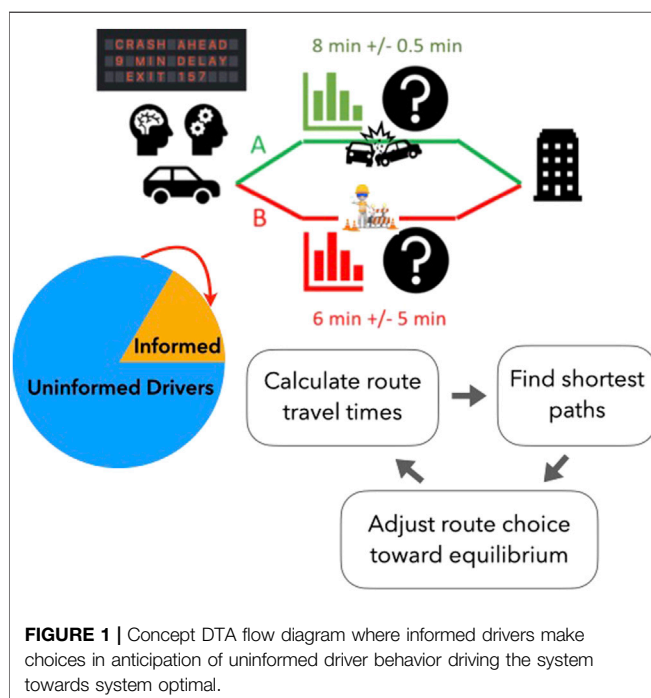 CRASH AHEAD
9 MIN DELAY
EXIT 157
8 min +/- 0.5 min
?
A
B
?
6 min +/- 5 min
Informed
Uninformed Drivers
Calculate route
travel times
Find shortest
paths
Adjust route choice
toward equilibrium
FIGURE 1 | Concept DTA flow diagram where informed drivers make
choices in anticipation of uninformed driver behavior driving the system
towards system optimal.